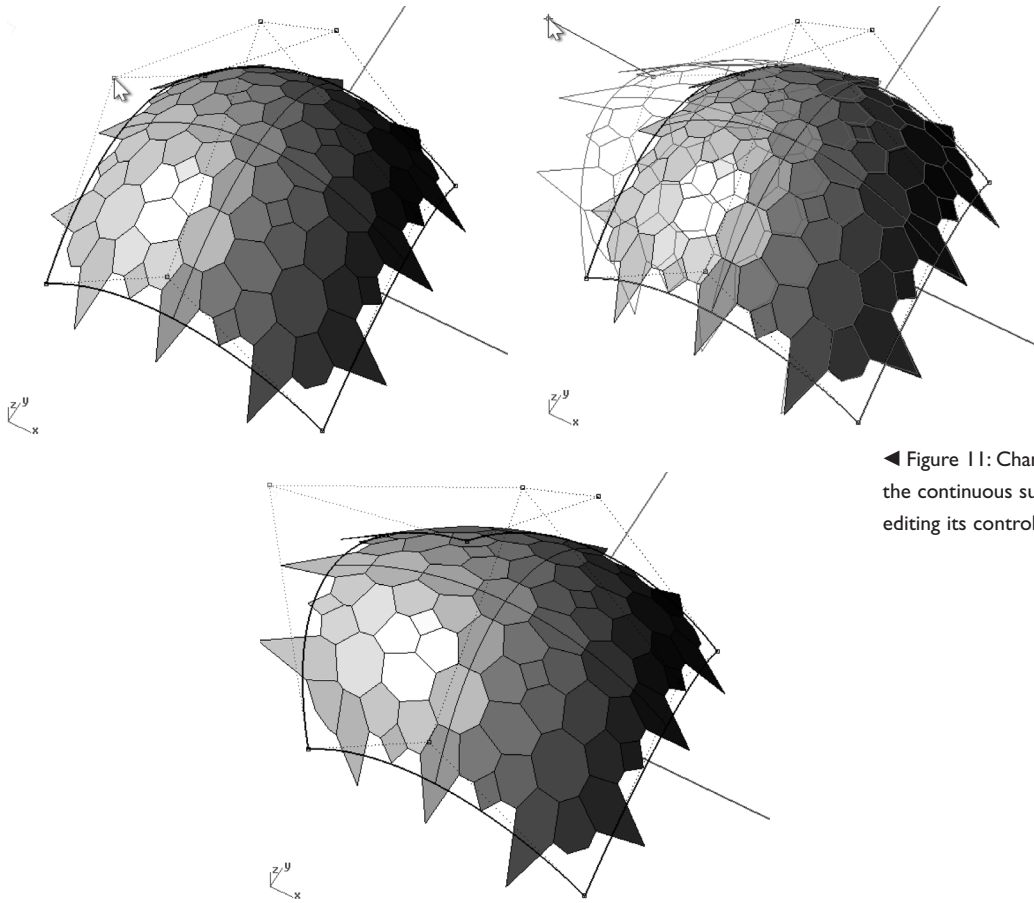 z y
x
z y
x
◄ Figure 11: Chan
the continuous su
editing its control
z y
x